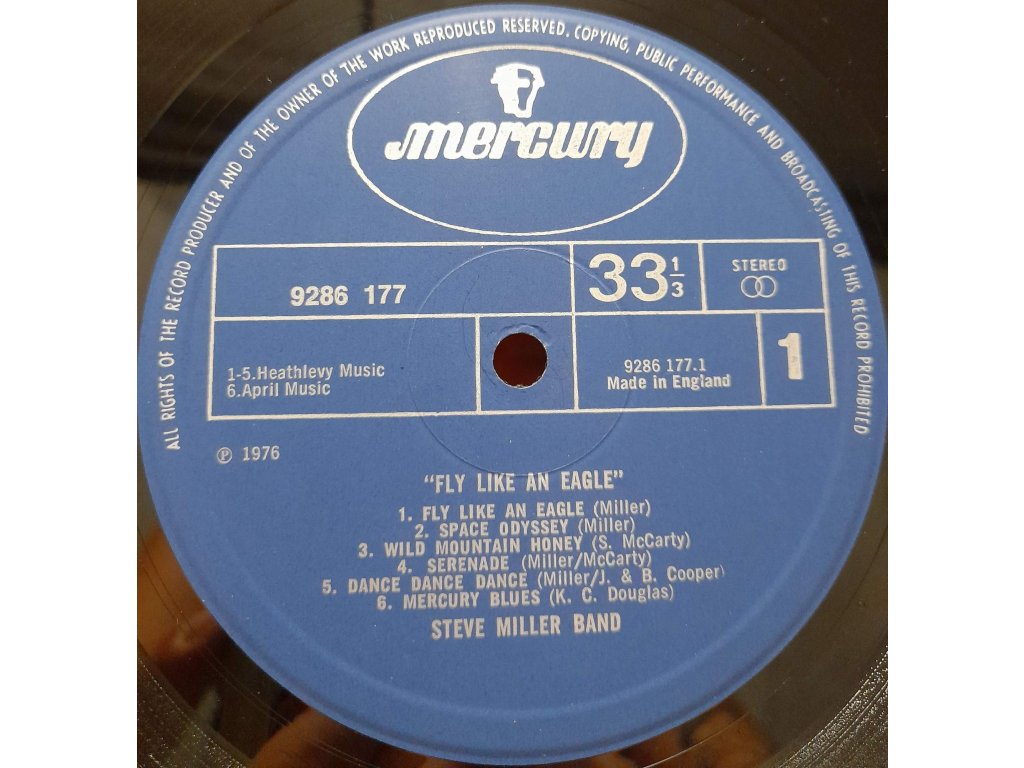 ALL RIGHTS OF THE RECORD PRODUCER AND OF THE OWNER OF THE WORK REPRODUCED RESERVED. COPYING, PUBLIC PERFORMANCE AND BROADCASTING OF THIS RECORD PROHIBITED
mercury
9286 177
33 1/3
STEREO
1-5.Heathlevy Music
6.April Music
9286 177.1
Made in England
1
℗ 1976
"FLY LIKE AN EAGLE"
1. FLY LIKE AN EAGLE (Miller)
2. SPACE ODYSSEY (Miller)
3. WILD MOUNTAIN HONEY (S. McCarty)
4. SERENADE (Miller/McCarty)
5. DANCE DANCE DANCE (Miller/J. & B. Cooper)
6. MERCURY BLUES (K. C. Douglas)
STEVE MILLER BAND